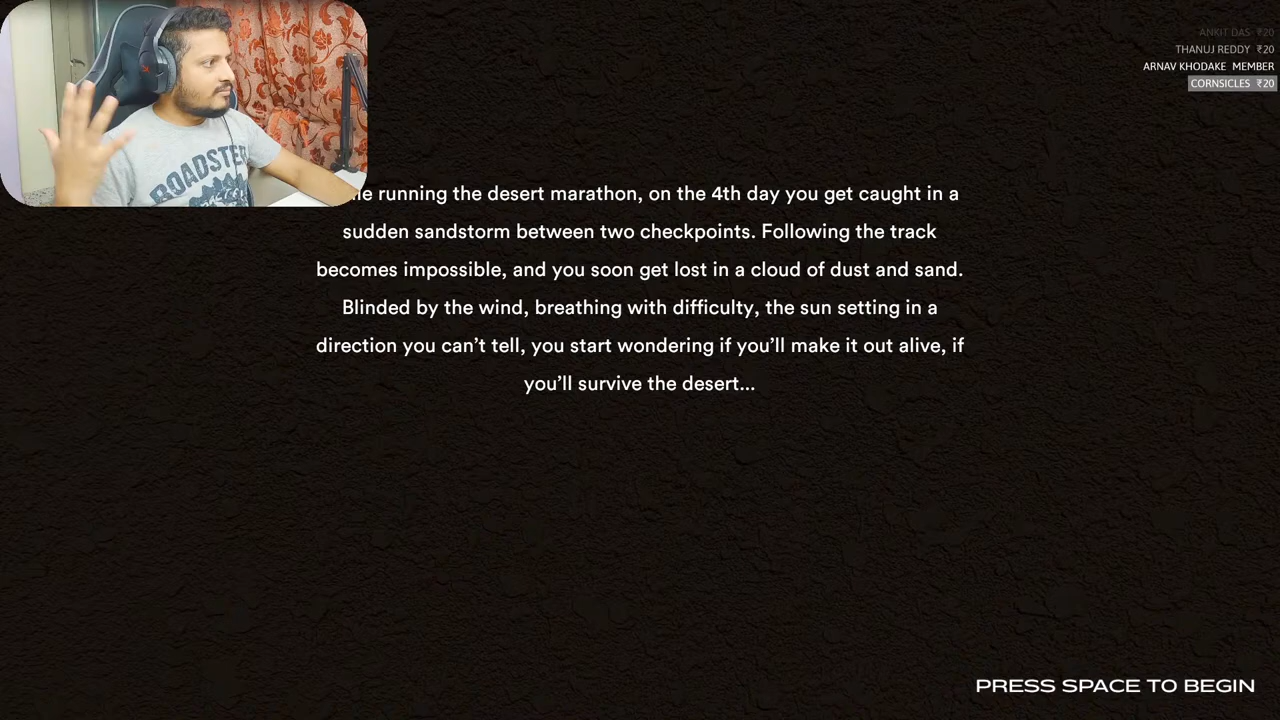 ANKIT DAS ₹20
THANUJ REDDY ₹20
ARNAV KHODAKE MEMBER
CORNSICLES ₹20
ROADSTER
running the desert marathon, on the 4th day you get caught in a
sudden sandstorm between two checkpoints. Following the track
becomes impossible, and you soon get lost in a cloud of dust and sand.
Blinded by the wind, breathing with difficulty, the sun setting in a
direction you can’t tell, you start wondering if you’ll make it out alive, if
you’ll survive the desert...
PRESS SPACE TO BEGIN